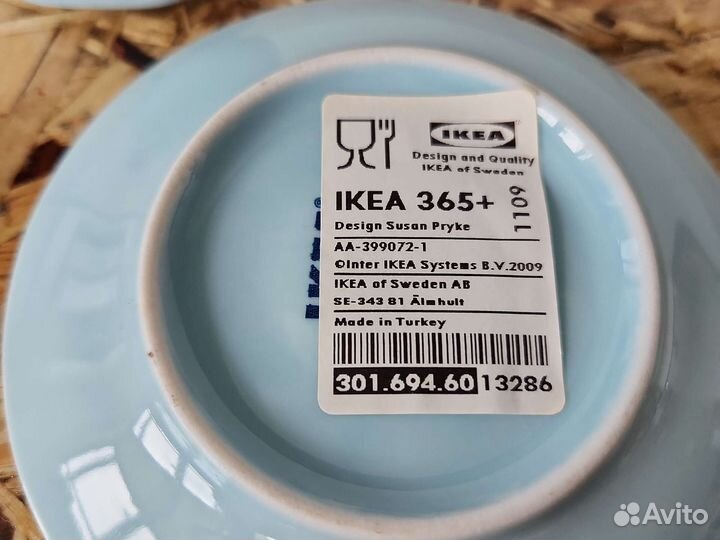 IKEA
Design and Quality
IKEA of Sweden
IKEA 365+
1109
Design Susan Pryke
AA-399072-1
©Inter IKEA Systems B.V.2009
IKEA of Sweden AB
SE-343 81 Älmhult
Made in Turkey
301.694.60 13286
Avito